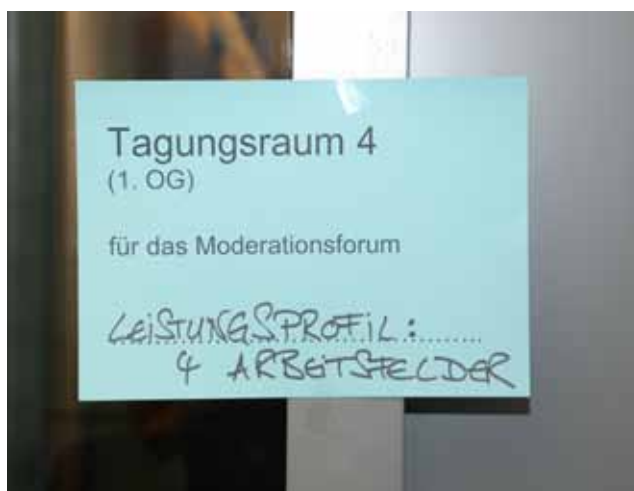 Tagungsraum 4
(1. OG)
für das Moderationsforum
LEiSTUNGSPROFiL:........
4 ARBEiTSFELDER